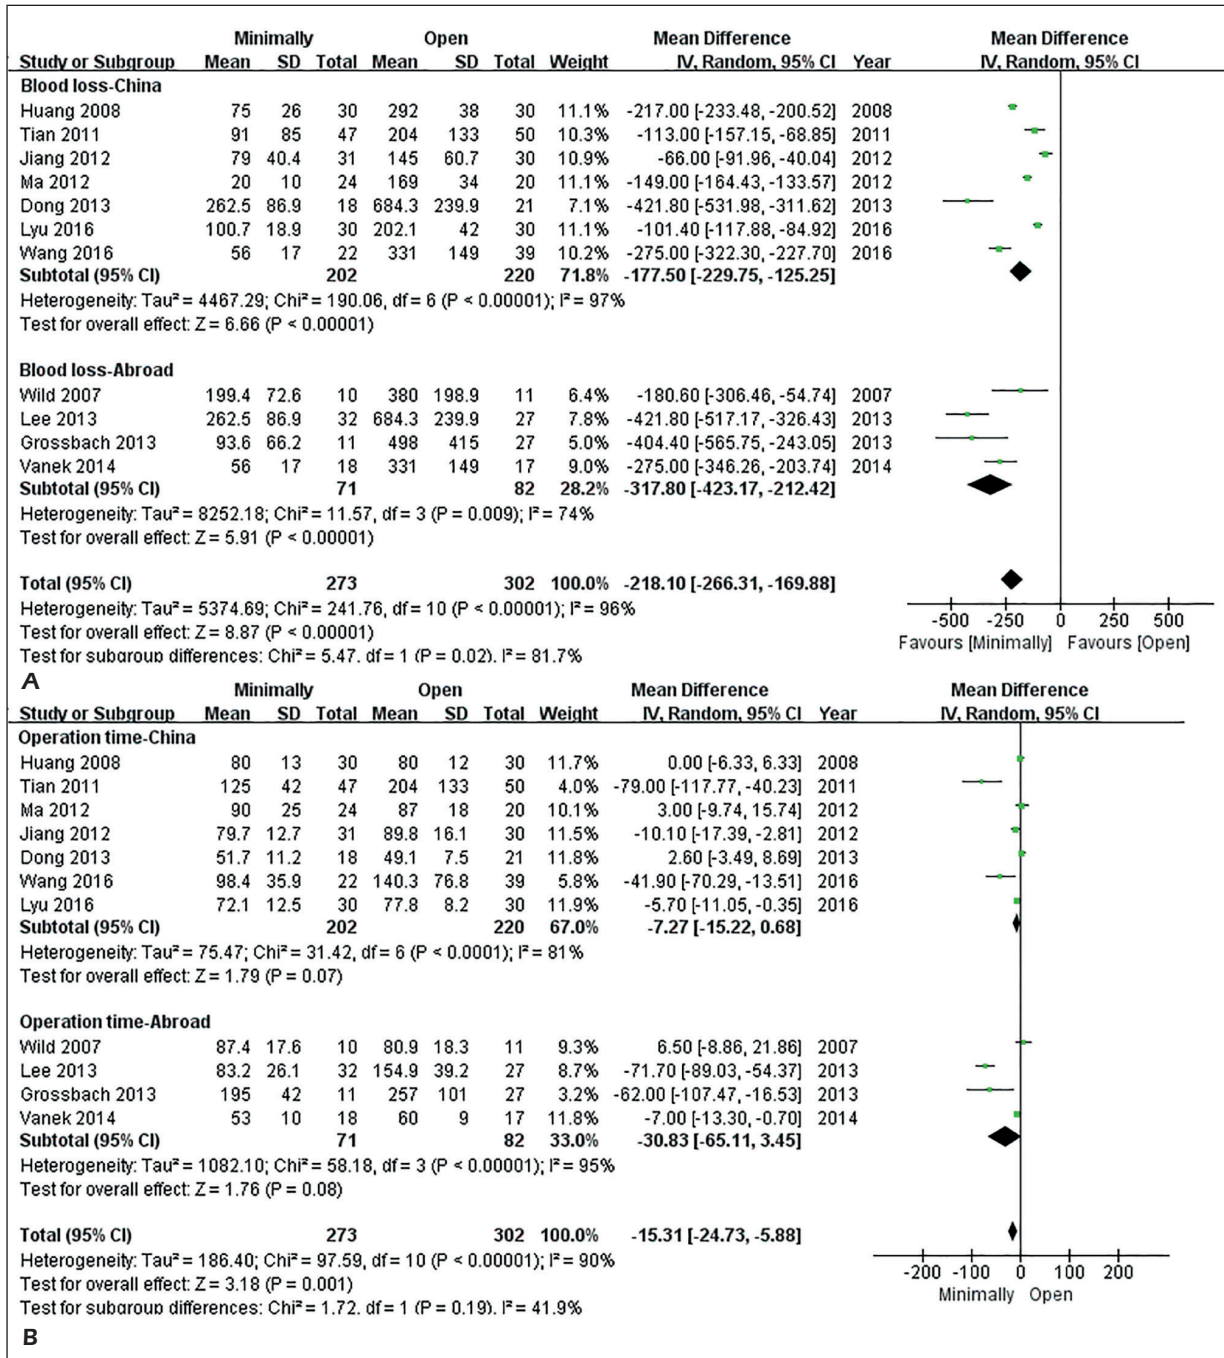 Minimally Open Mean Difference Mean Difference
Study or Subgroup Mean SD Total Mean SD Total Weight IV, Random, 95% CI Year IV, Random, 95% CI
Blood loss-China
Huang 2008 75 26 30 292 38 30 11.1% -217.00 [-233.48, -200.52] 2008
Tian 2011 91 85 47 204 133 50 10.3% -113.00 [-157.15, -68.85] 2011
Jiang 2012 79 40.4 31 145 60.7 30 10.9% -66.00 [-91.96, -40.04] 2012
Ma 2012 20 10 24 169 34 20 11.1% -149.00 [-164.43, -133.57] 2012
Dong 2013 262.5 86.9 18 684.3 239.9 21 7.1% -421.80 [-531.98, -311.62] 2013
Lyu 2016 100.7 18.9 30 202.1 42 30 11.1% -101.40 [-117.88, -84.92] 2016
Wang 2016 56 17 22 331 149 39 10.2% -275.00 [-322.30, -227.70] 2016
Subtotal (95% CI) 202 220 71.8% -177.50 [-229.75, -125.25]
Heterogeneity: Tau² = 4467.29; Chi² = 190.06, df = 6 (P < 0.00001); I² = 97%
Test for overall effect: Z = 6.66 (P < 0.00001)
Blood loss-Abroad
Wild 2007 199.4 72.6 10 380 198.9 11 6.4% -180.60 [-306.46, -54.74] 2007
Lee 2013 262.5 86.9 32 684.3 239.9 27 7.8% -421.80 [-517.17, -326.43] 2013
Grossbach 2013 93.6 66.2 11 498 415 27 5.0% -404.40 [-565.75, -243.05] 2013
Vanek 2014 56 17 18 331 149 17 9.0% -275.00 [-346.26, -203.74] 2014
Subtotal (95% CI) 71 82 28.2% -317.80 [-423.17, -212.42]
Heterogeneity: Tau² = 8252.18; Chi² = 11.57, df = 3 (P = 0.009); I² = 74%
Test for overall effect: Z = 5.91 (P < 0.00001)
Total (95% CI) 273 302 100.0% -218.10 [-266.31, -169.88]
Heterogeneity: Tau² = 5374.69; Chi² = 241.76, df = 10 (P < 0.00001); I² = 96%
Test for overall effect: Z = 8.87 (P < 0.00001)
Test for subgroup differences: Chi² = 5.47, df = 1 (P = 0.02), I² = 81.7%
-500 -250 0 250 500
Favours [Minimally] Favours [Open]
A
Minimally Open Mean Difference Mean Difference
Study or Subgroup Mean SD Total Mean SD Total Weight IV, Random, 95% CI Year IV, Random, 95% CI
Operation time-China
Huang 2008 80 13 30 80 12 30 11.7% 0.00 [-6.33, 6.33] 2008
Tian 2011 125 42 47 204 133 50 4.0% -79.00 [-117.77, -40.23] 2011
Ma 2012 90 25 24 87 18 20 10.1% 3.00 [-9.74, 15.74] 2012
Jiang 2012 79.7 12.7 31 89.8 16.1 30 11.5% -10.10 [-17.39, -2.81] 2012
Dong 2013 51.7 11.2 18 49.1 7.5 21 11.8% 2.60 [-3.49, 8.69] 2013
Wang 2016 98.4 35.9 22 140.3 76.8 39 5.8% -41.90 [-70.29, -13.51] 2016
Lyu 2016 72.1 12.5 30 77.8 8.2 30 11.9% -5.70 [-11.05, -0.35] 2016
Subtotal (95% CI) 202 220 67.0% -7.27 [-15.22, 0.68]
Heterogeneity: Tau² = 75.47; Chi² = 31.42, df = 6 (P < 0.0001); I² = 81%
Test for overall effect: Z = 1.79 (P = 0.07)
Operation time-Abroad
Wild 2007 87.4 17.6 10 80.9 18.3 11 9.3% 6.50 [-8.86, 21.86] 2007
Lee 2013 83.2 26.1 32 154.9 39.2 27 8.7% -71.70 [-89.03, -54.37] 2013
Grossbach 2013 195 42 11 257 101 27 3.2% -62.00 [-107.47, -16.53] 2013
Vanek 2014 53 10 18 60 9 17 11.8% -7.00 [-13.30, -0.70] 2014
Subtotal (95% CI) 71 82 33.0% -30.83 [-65.11, 3.45]
Heterogeneity: Tau² = 1082.10; Chi² = 58.18, df = 3 (P < 0.00001); I² = 95%
Test for overall effect: Z = 1.76 (P = 0.08)
Total (95% CI) 273 302 100.0% -15.31 [-24.73, -5.88]
Heterogeneity: Tau² = 186.40; Chi² = 97.59, df = 10 (P < 0.00001); I² = 90%
Test for overall effect: Z = 3.18 (P = 0.001)
Test for subgroup differences: Chi² = 1.72, df = 1 (P = 0.19), I² = 41.9%
-200 -100 0 100 200
Minimally Open
B